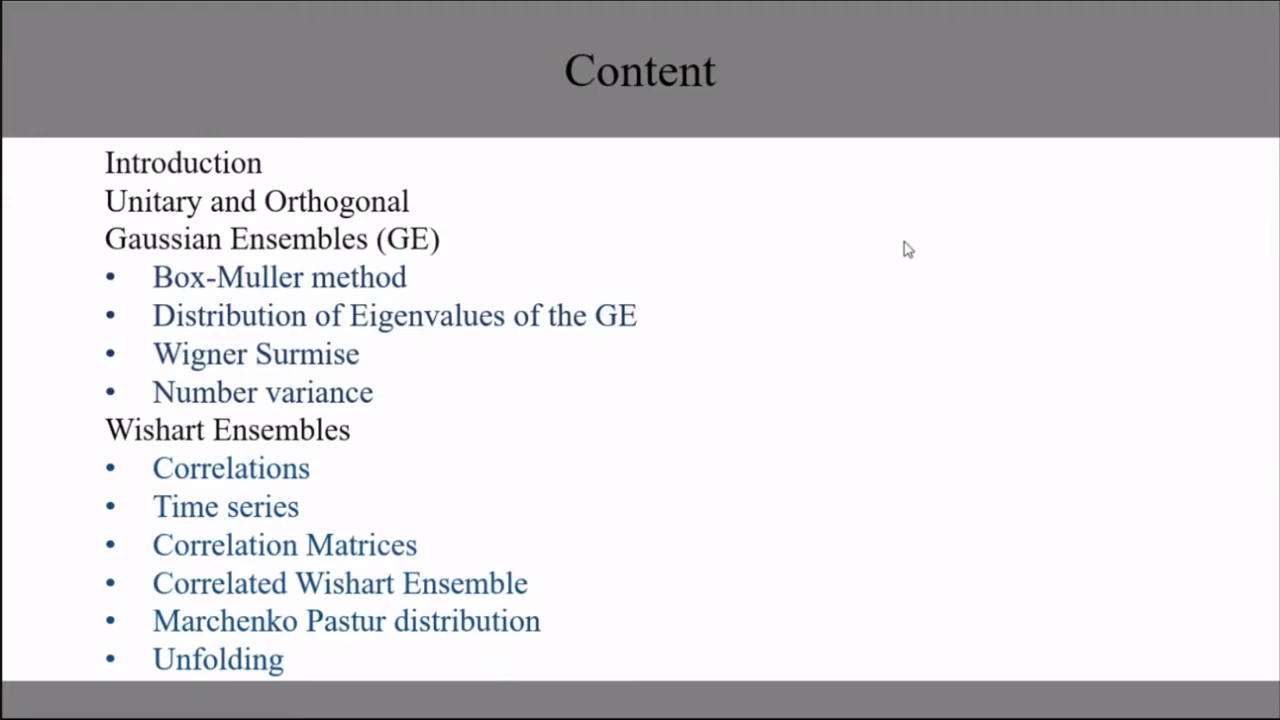 Content
Introduction
Unitary and Orthogonal
Gaussian Ensembles (GE)
• Box-Muller method
• Distribution of Eigenvalues of the GE
• Wigner Surmise
• Number variance
Wishart Ensembles
• Correlations
• Time series
• Correlation Matrices
• Correlated Wishart Ensemble
• Marchenko Pastur distribution
• Unfolding